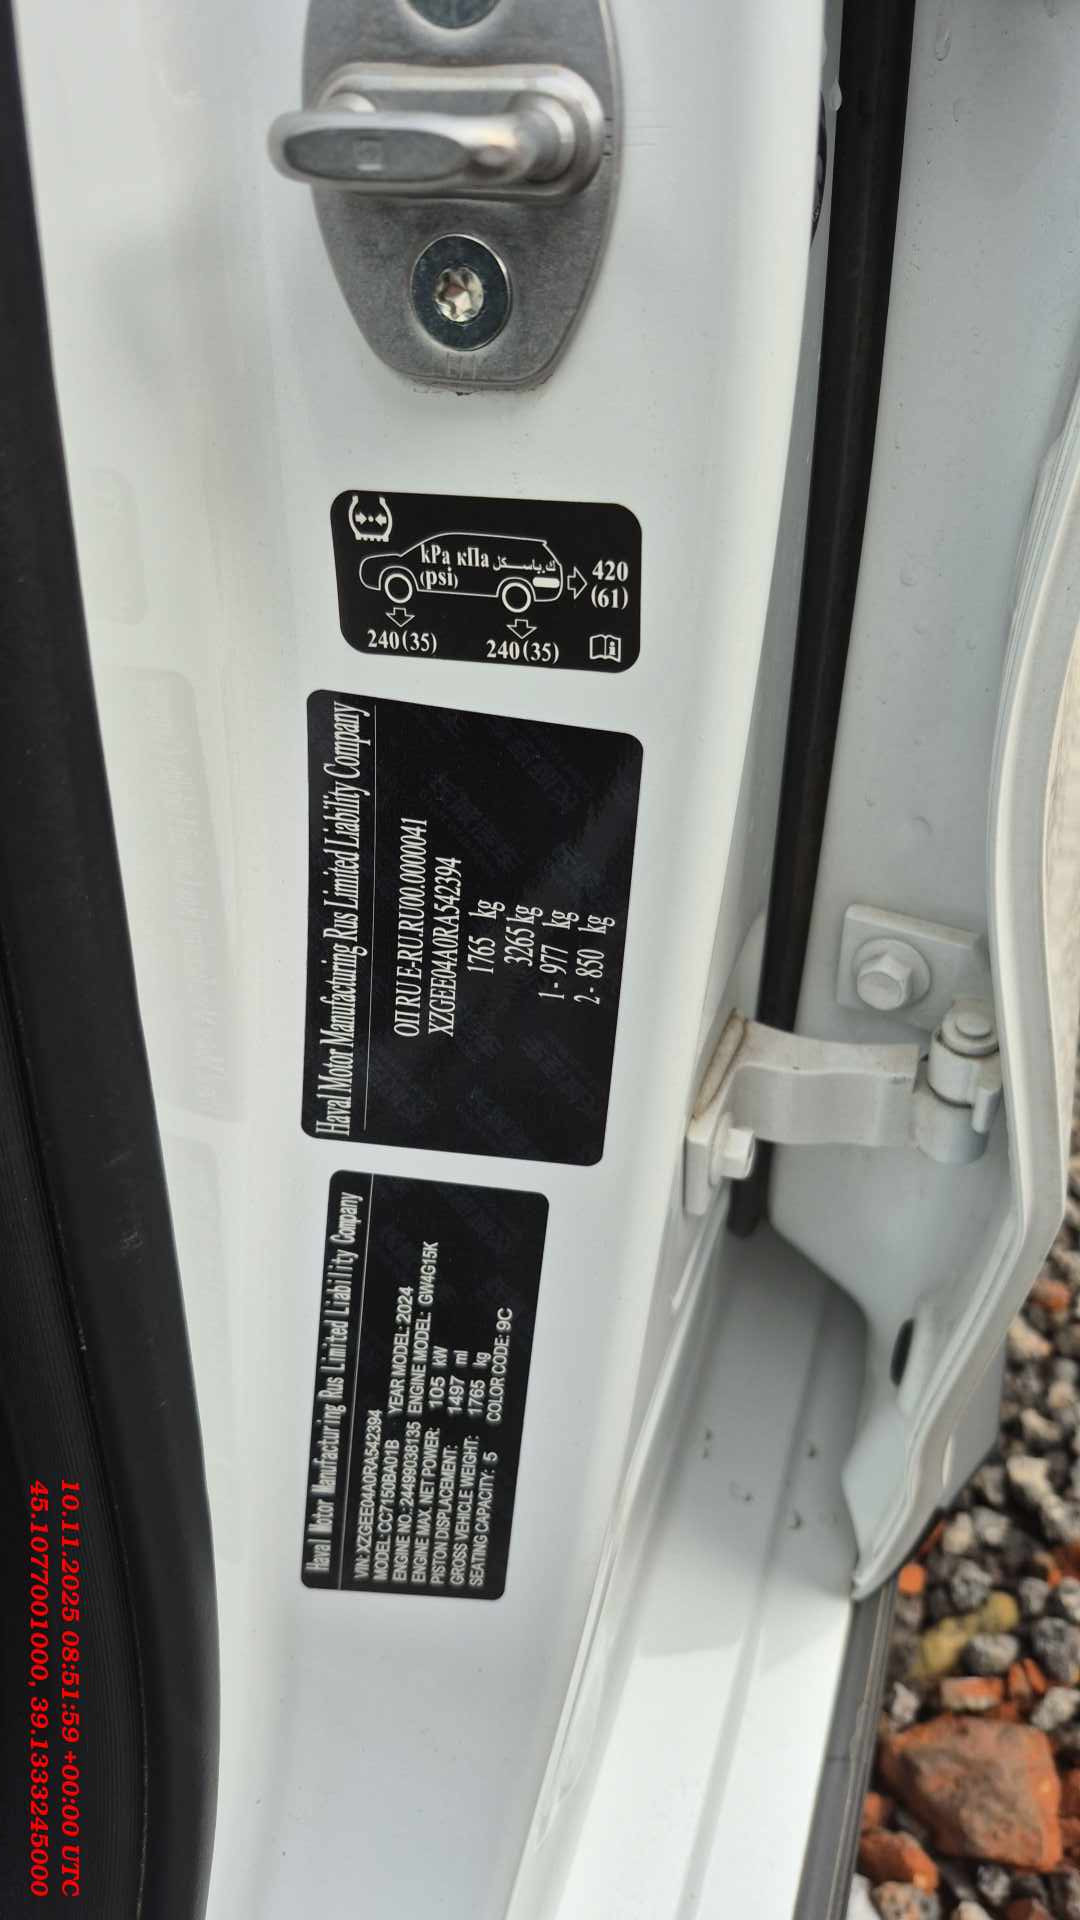 kPa кПа ك.باسكل
(psi)
420
(61)
240(35)
240(35)
Haval Motor Manufacturing Rus Limited Liability Company
ОП RU E-RU.RU00.0000041
XZGEE04A0RA542394
1765 kg
3265 kg
1- 977 kg
2- 850 kg
Haval Motor Manufacturing Rus Limited Liability Company
VIN: XZGEE04A0RA542394
MODEL: CC7150BA01B YEAR MODEL: 2024
ENGINE NO.: 24499038135 ENGINE MODEL: GW4G15K
ENGINE MAX. NET POWER: 105 kW
PISTON DISPLACEMENT: 1497 ml
GROSS VEHICLE WEIGHT: 1765 kg
SEATING CAPACITY: 5 COLOR CODE: 9C
10.11.2025 08:51:59 +00:00 UTC
45.1077001000, 39.1333245000